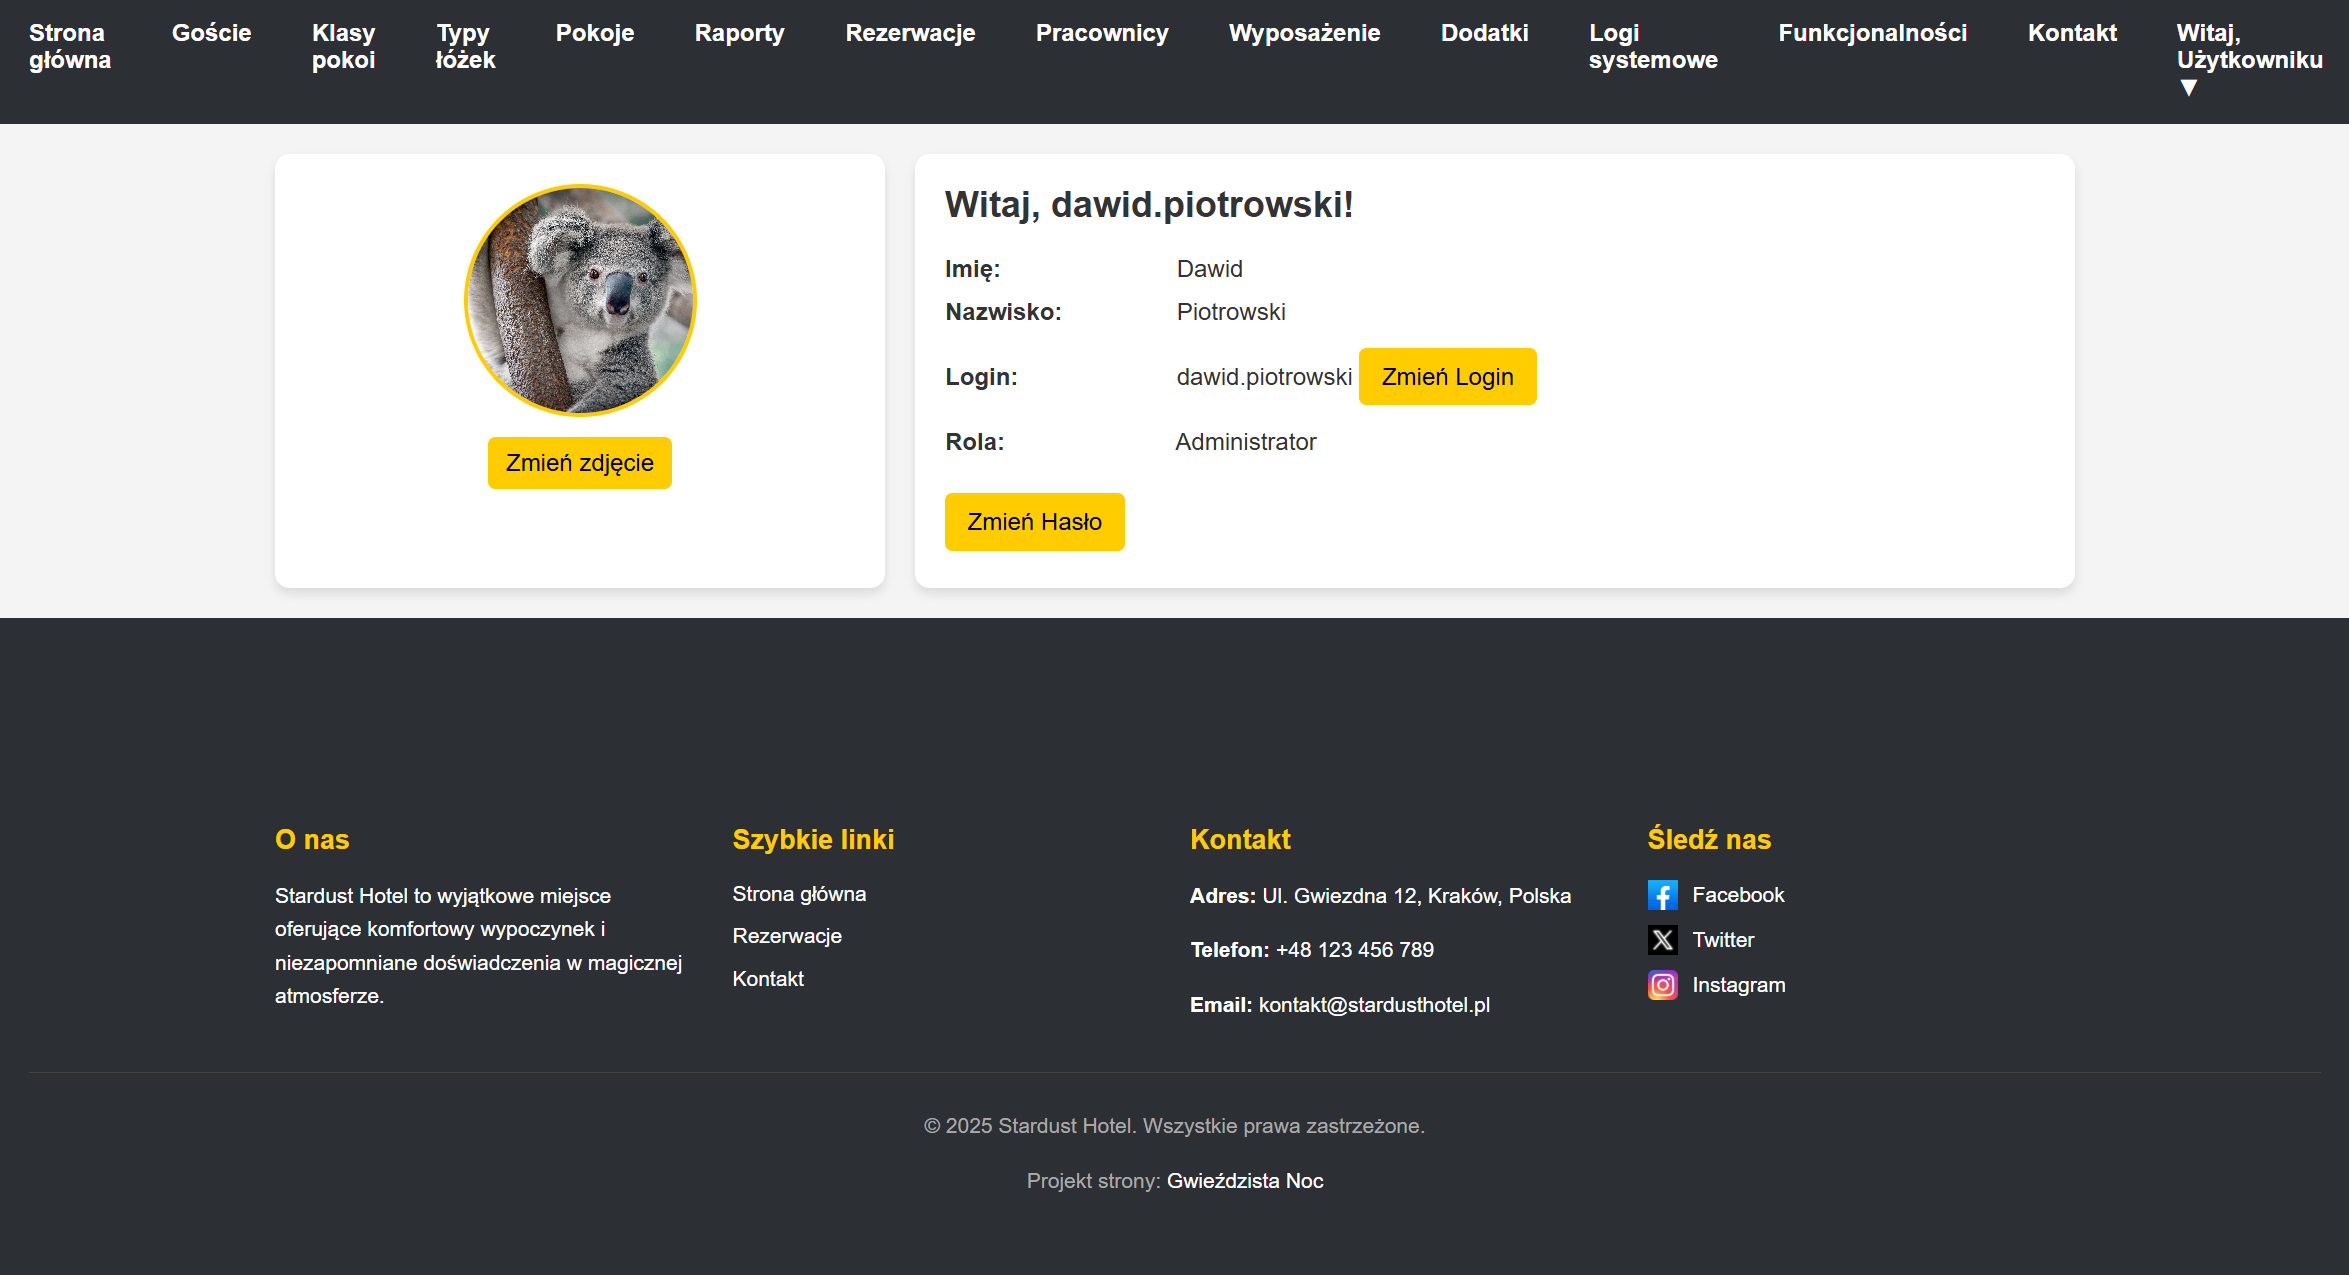 Strona główna
Goście
Klasy pokoi
Typy łóżek
Pokoje
Raporty
Rezerwacje
Pracownicy
Wyposażenie
Dodatki
Logi systemowe
Funkcjonalności
Kontakt
Witaj, Użytkowniku ▼
Zmień zdjęcie
Witaj, dawid.piotrowski!
Imię: Dawid
Nazwisko: Piotrowski
Login: dawid.piotrowski Zmień Login
Rola: Administrator
Zmień Hasło
O nas
Stardust Hotel to wyjątkowe miejsce
oferujące komfortowy wypoczynek i
niezapomniane doświadczenia w magicznej
atmosferze.
Szybkie linki
Strona główna
Rezerwacje
Kontakt
Kontakt
Adres: Ul. Gwiezdna 12, Kraków, Polska
Telefon: +48 123 456 789
Email: kontakt@stardusthotel.pl
Śledź nas
Facebook
Twitter
Instagram
© 2025 Stardust Hotel. Wszystkie prawa zastrzeżone.
Projekt strony: Gwieździsta Noc